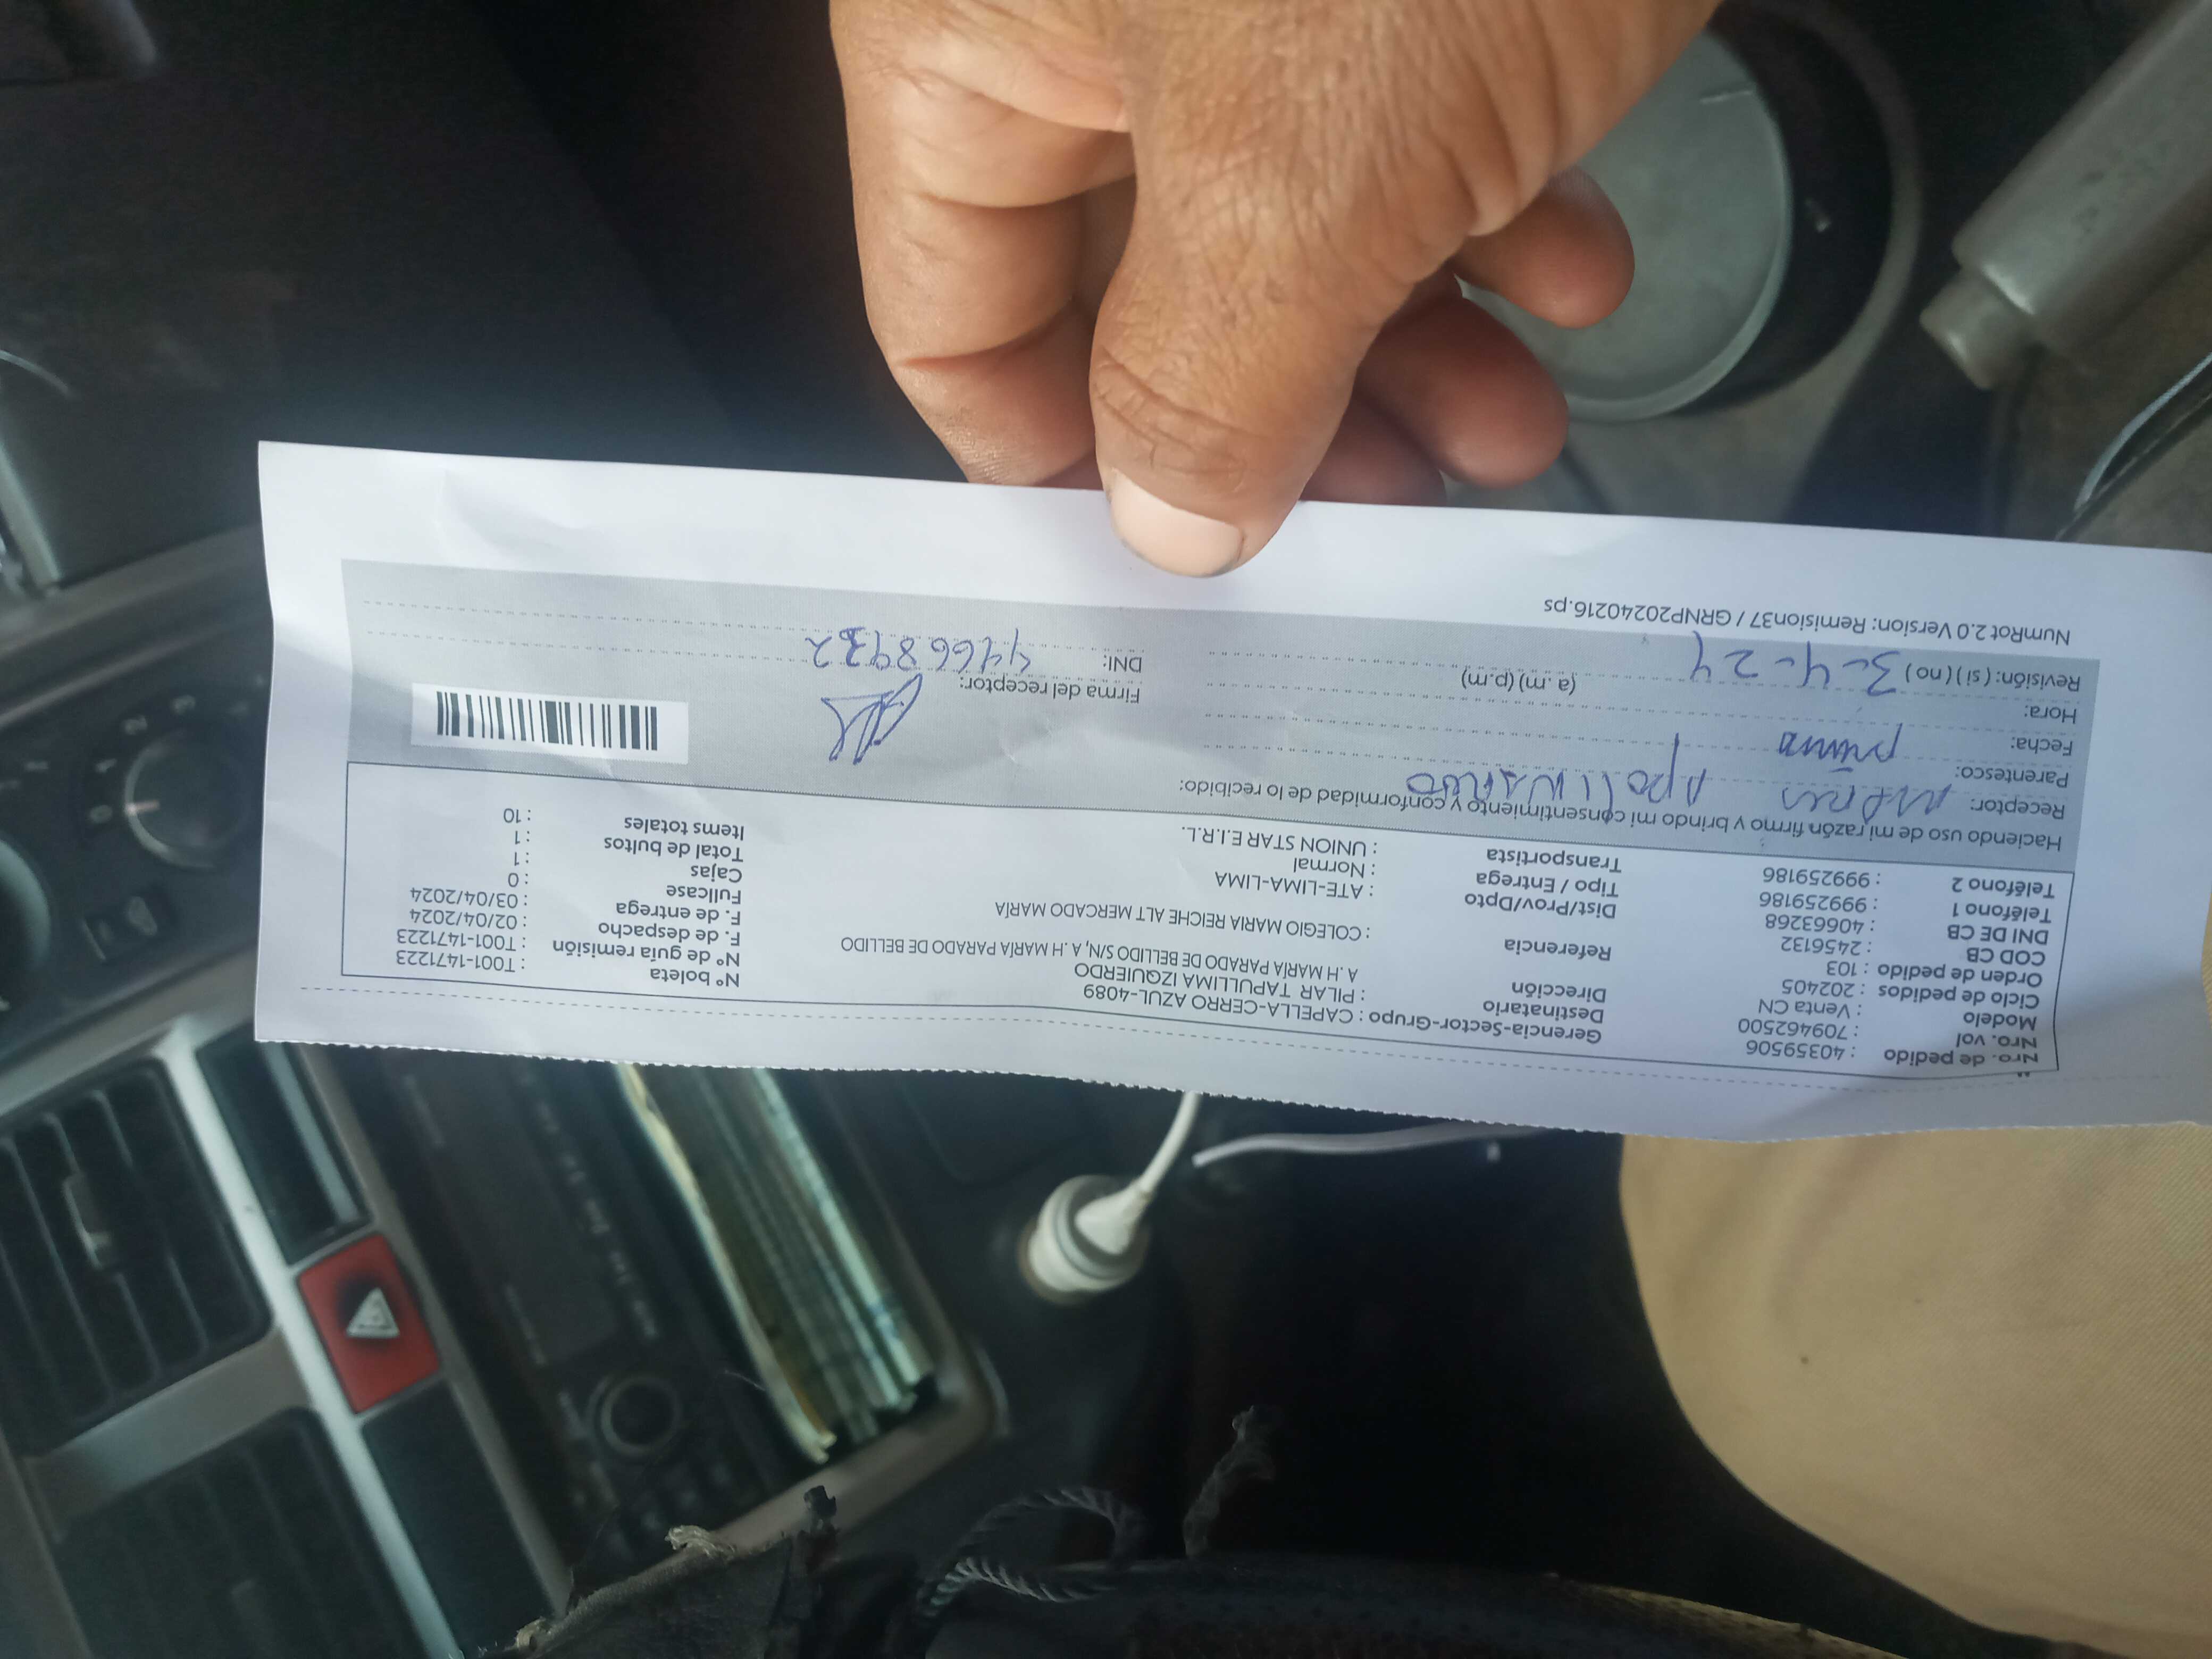 Nro. de pedido : 40359506
Nro. vol : 709462500
Modelo : Venta CN
Ciclo de pedidos : 202405
Orden de pedido : 103
COD CB : 2456132
DNI DE CB : 40663268
Teléfono 1 : 999259186
Teléfono 2 : 999259186
Gerencia-Sector-Grupo : CAPELLA-CERRO AZUL-4089
Destinatario : PILAR TAPULLIMA IZQUIERDO
Dirección A .H MARÍA PARADO DE BELLIDO S/N, A .H MARÍA PARADO DE BELLIDO
Referencia : COLEGIO MARIA REICHE ALT MERCADO MARÍA
Dist/Prov/Dpto : ATE-LIMA-LIMA
Tipo / Entrega : Normal
Transportista : UNION STAR E.I.R.L.
N° boleta : T001-1471223
N° de guía remisión : T001-1471223
F. de despacho : 02/04/2024
F. de entrega : 03/04/2024
Fullcase : 0
Cajas : 1
Total de bultos : 1
Items totales : 10
Haciendo uso de mi razón firmo y brindo mi consentimiento y conformidad de lo recibido:
Receptor:
Parentesco: prima
Fecha:
Hora: (a.m) (p.m)
Revisión: ( si ) ( no ) 3-4-24
Firma del receptor:
DNI: 44668932
NumRot 2.0 Version: Remision37 / GRNP20240216.ps